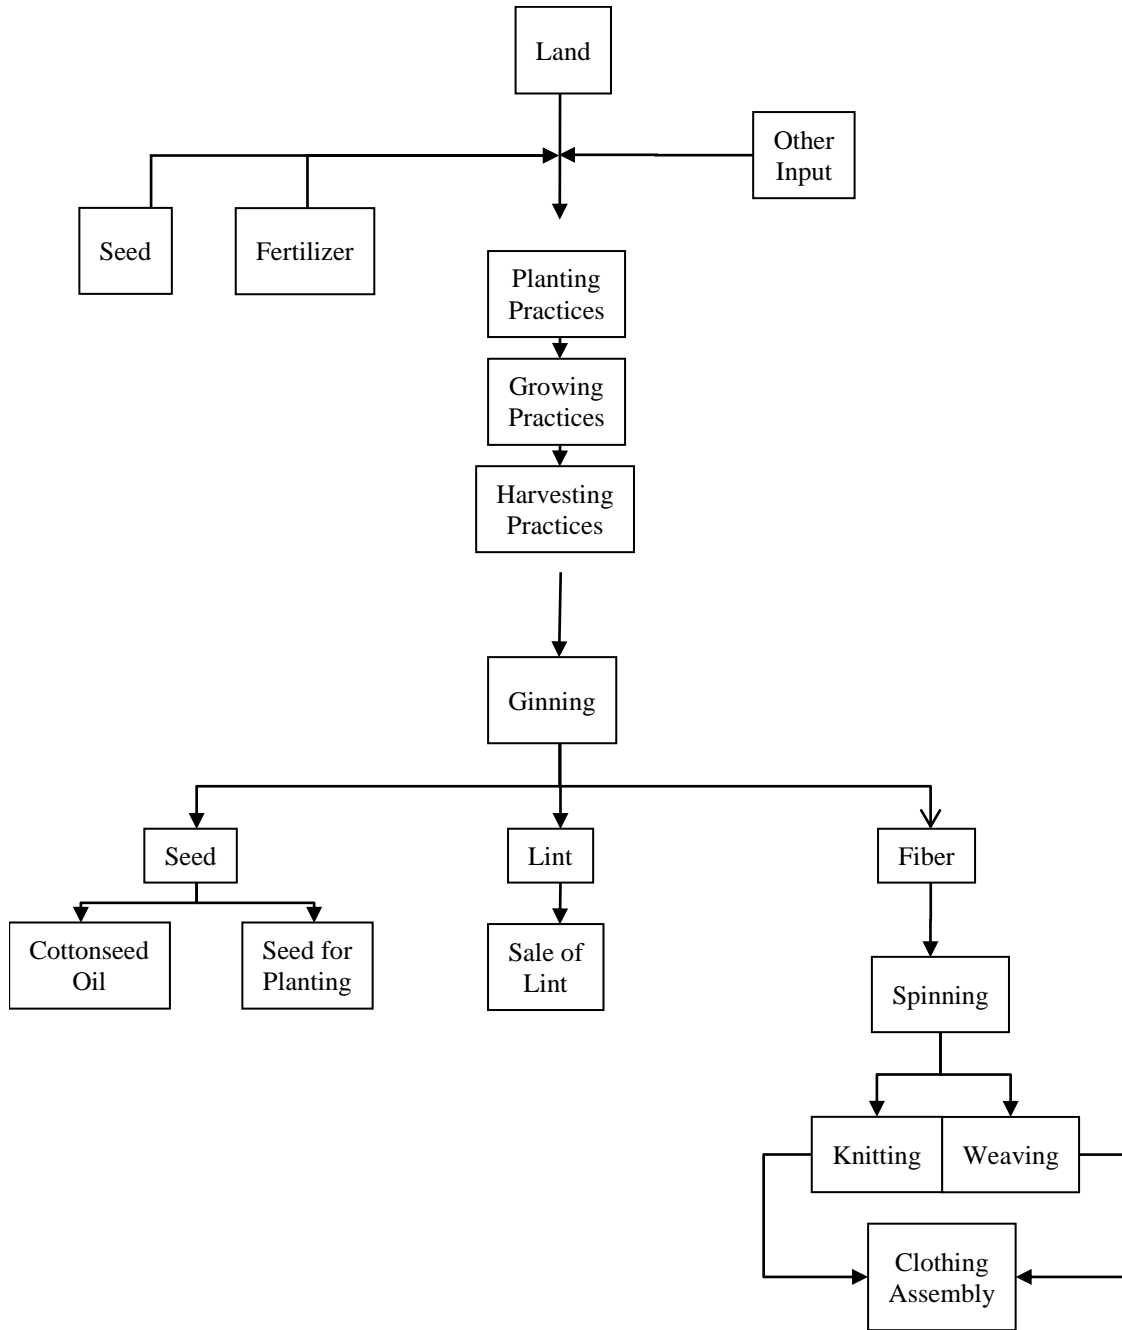 Land
Other
Input
Seed
Fertilizer
Planting
Practices
Growing
Practices
Harvesting
Practices
Ginning
Seed
Lint
Fiber
Cottonseed
Oil
Seed for
Planting
Sale of
Lint
Spinning
Knitting
Weaving
Clothing
Assembly